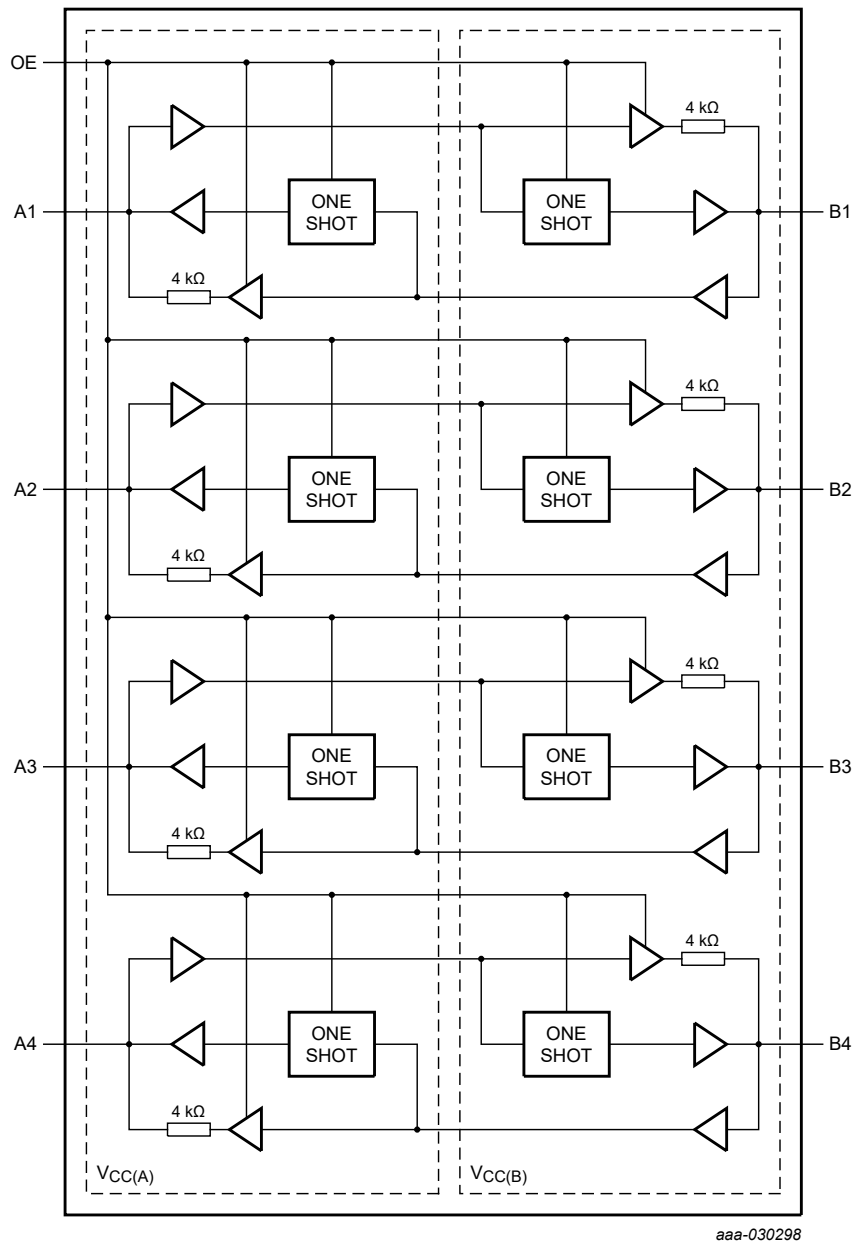 OE
4 kΩ
A1
ONE
SHOT
ONE
SHOT
B1
4 kΩ
4 kΩ
A2
ONE
SHOT
ONE
SHOT
B2
4 kΩ
4 kΩ
A3
ONE
SHOT
ONE
SHOT
B3
4 kΩ
4 kΩ
A4
ONE
SHOT
ONE
SHOT
B4
4 kΩ
VCC(A)
VCC(B)
aaa-030298